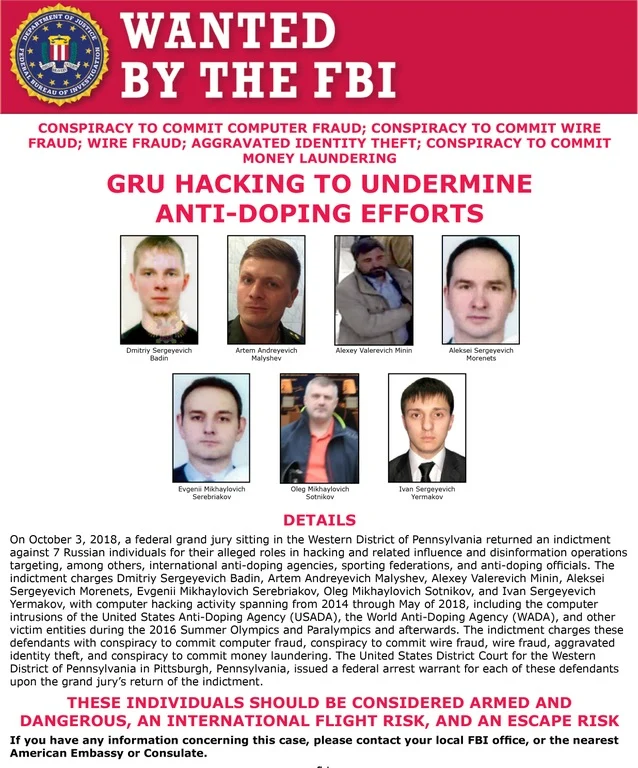 WANTED
BY THE FBI
DEPARTMENT OF JUSTICE
FEDERAL BUREAU OF INVESTIGATION
CONSPIRACY TO COMMIT COMPUTER FRAUD; CONSPIRACY TO COMMIT WIRE
FRAUD; WIRE FRAUD; AGGRAVATED IDENTITY THEFT; CONSPIRACY TO COMMIT
MONEY LAUNDERING
GRU HACKING TO UNDERMINE
ANTI-DOPING EFFORTS
Dmitriy Sergeyevich
Badin
Artem Andreyevich
Malyshev
Alexey Valerevich Minin
Aleksei Sergeyevich
Morenets
Evgenii Mikhaylovich
Serebriakov
Oleg Mikhaylovich
Sotnikov
Ivan Sergeyevich
Yermakov
DETAILS
On October 3, 2018, a federal grand jury sitting in the Western District of Pennsylvania returned an indictment
against 7 Russian individuals for their alleged roles in hacking and related influence and disinformation operations
targeting, among others, international anti-doping agencies, sporting federations, and anti-doping officials. The
indictment charges Dmitriy Sergeyevich Badin, Artem Andreyevich Malyshev, Alexey Valerevich Minin, Aleksei
Sergeyevich Morenets, Evgenii Mikhaylovich Serebriakov, Oleg Mikhaylovich Sotnikov, and Ivan Sergeyevich
Yermakov, with computer hacking activity spanning from 2014 through May of 2018, including the computer
intrusions of the United States Anti-Doping Agency (USADA), the World Anti-Doping Agency (WADA), and other
victim entities during the 2016 Summer Olympics and Paralympics and afterwards. The indictment charges these
defendants with conspiracy to commit computer fraud, conspiracy to commit wire fraud, wire fraud, aggravated
identity theft, and conspiracy to commit money laundering. The United States District Court for the Western
District of Pennsylvania in Pittsburgh, Pennsylvania, issued a federal arrest warrant for each of these defendants
upon the grand jury's return of the indictment.
THESE INDIVIDUALS SHOULD BE CONSIDERED ARMED AND
DANGEROUS, AN INTERNATIONAL FLIGHT RISK, AND AN ESCAPE RISK
If you have any information concerning this case, please contact your local FBI office, or the nearest
American Embassy or Consulate.